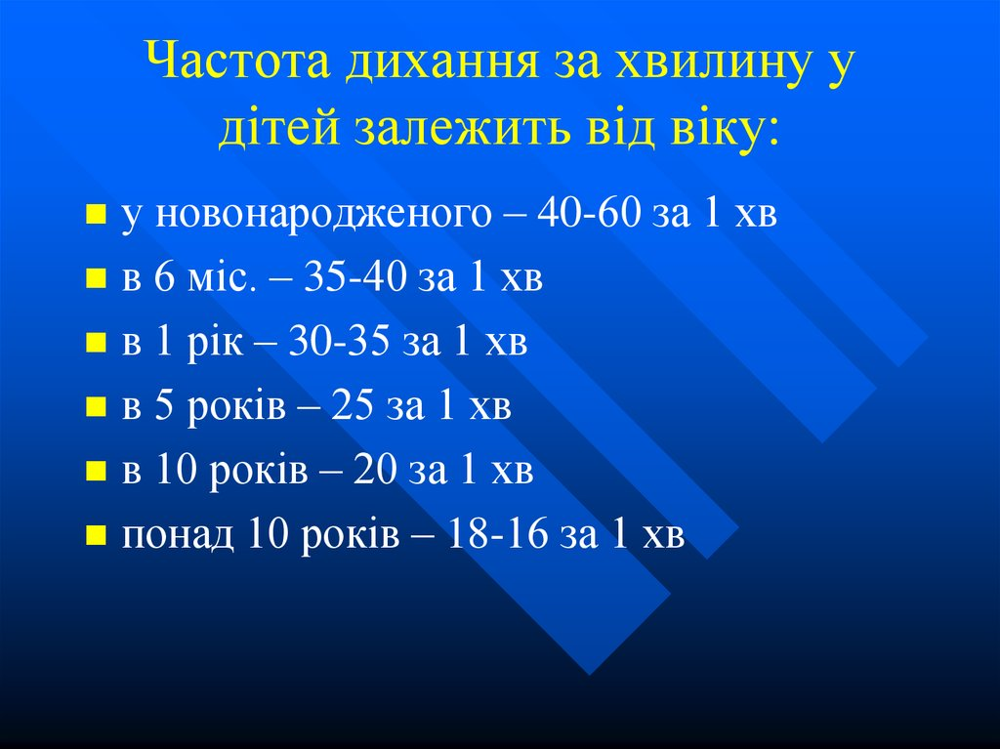 Частота дихання за хвилину у
дітей залежить від віку:
у новонародженого – 40-60 за 1 хв
в 6 міс. – 35-40 за 1 хв
в 1 рік – 30-35 за 1 хв
в 5 років – 25 за 1 хв
в 10 років – 20 за 1 хв
понад 10 років – 18-16 за 1 хв